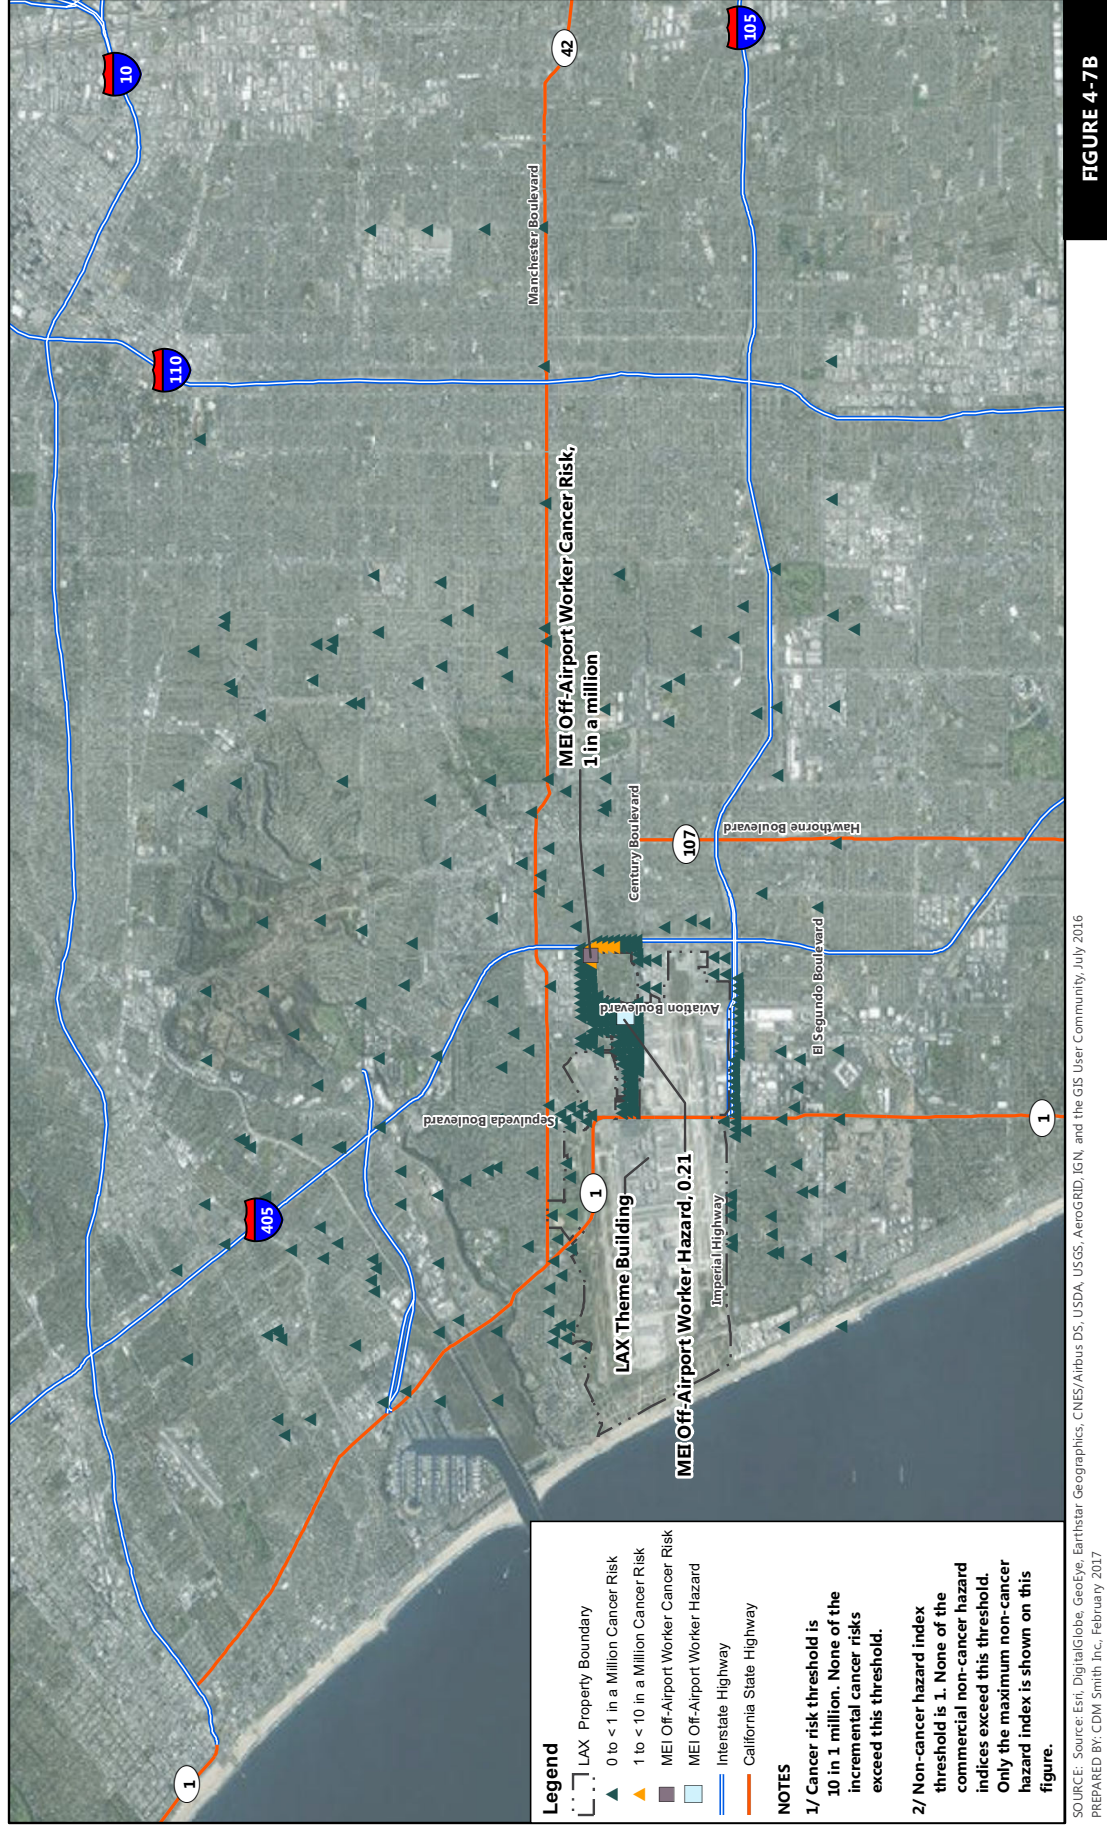 10
110
105
42
Manchester Boulevard
MEI Off-Airport Worker Cancer Risk,
1 in a million
Century Boulevard
107
Hawthorne Boulevard
Aviation Boulevard
El Segundo Boulevard
Sepulveda Boulevard
405
1
1
LAX Theme Building
MEI Off-Airport Worker Hazard, 0.21
Imperial Highway
1
Legend
LAX Property Boundary
0 to < 1 in a Million Cancer Risk
1 to < 10 in a Million Cancer Risk
MEI Off-Airport Worker Cancer Risk
MEI Off-Airport Worker Hazard
Interstate Highway
California State Highway
NOTES
1/ Cancer risk threshold is
10 in 1 million. None of the
incremental cancer risks
exceed this threshold.
2/ Non-cancer hazard index
threshold is 1. None of the
commercial non-cancer hazard
indices exceed this threshold.
Only the maximum non-cancer
hazard index is shown on this
figure.
SOURCE: Source: Esri, DigitalGlobe, GeoEye, Earthstar Geographics, CNES/Airbus DS, USDA, USGS, AeroGRID, IGN, and the GIS User Community, July 2016
PREPARED BY: CDM Smith Inc., February 2017
FIGURE 4-7B